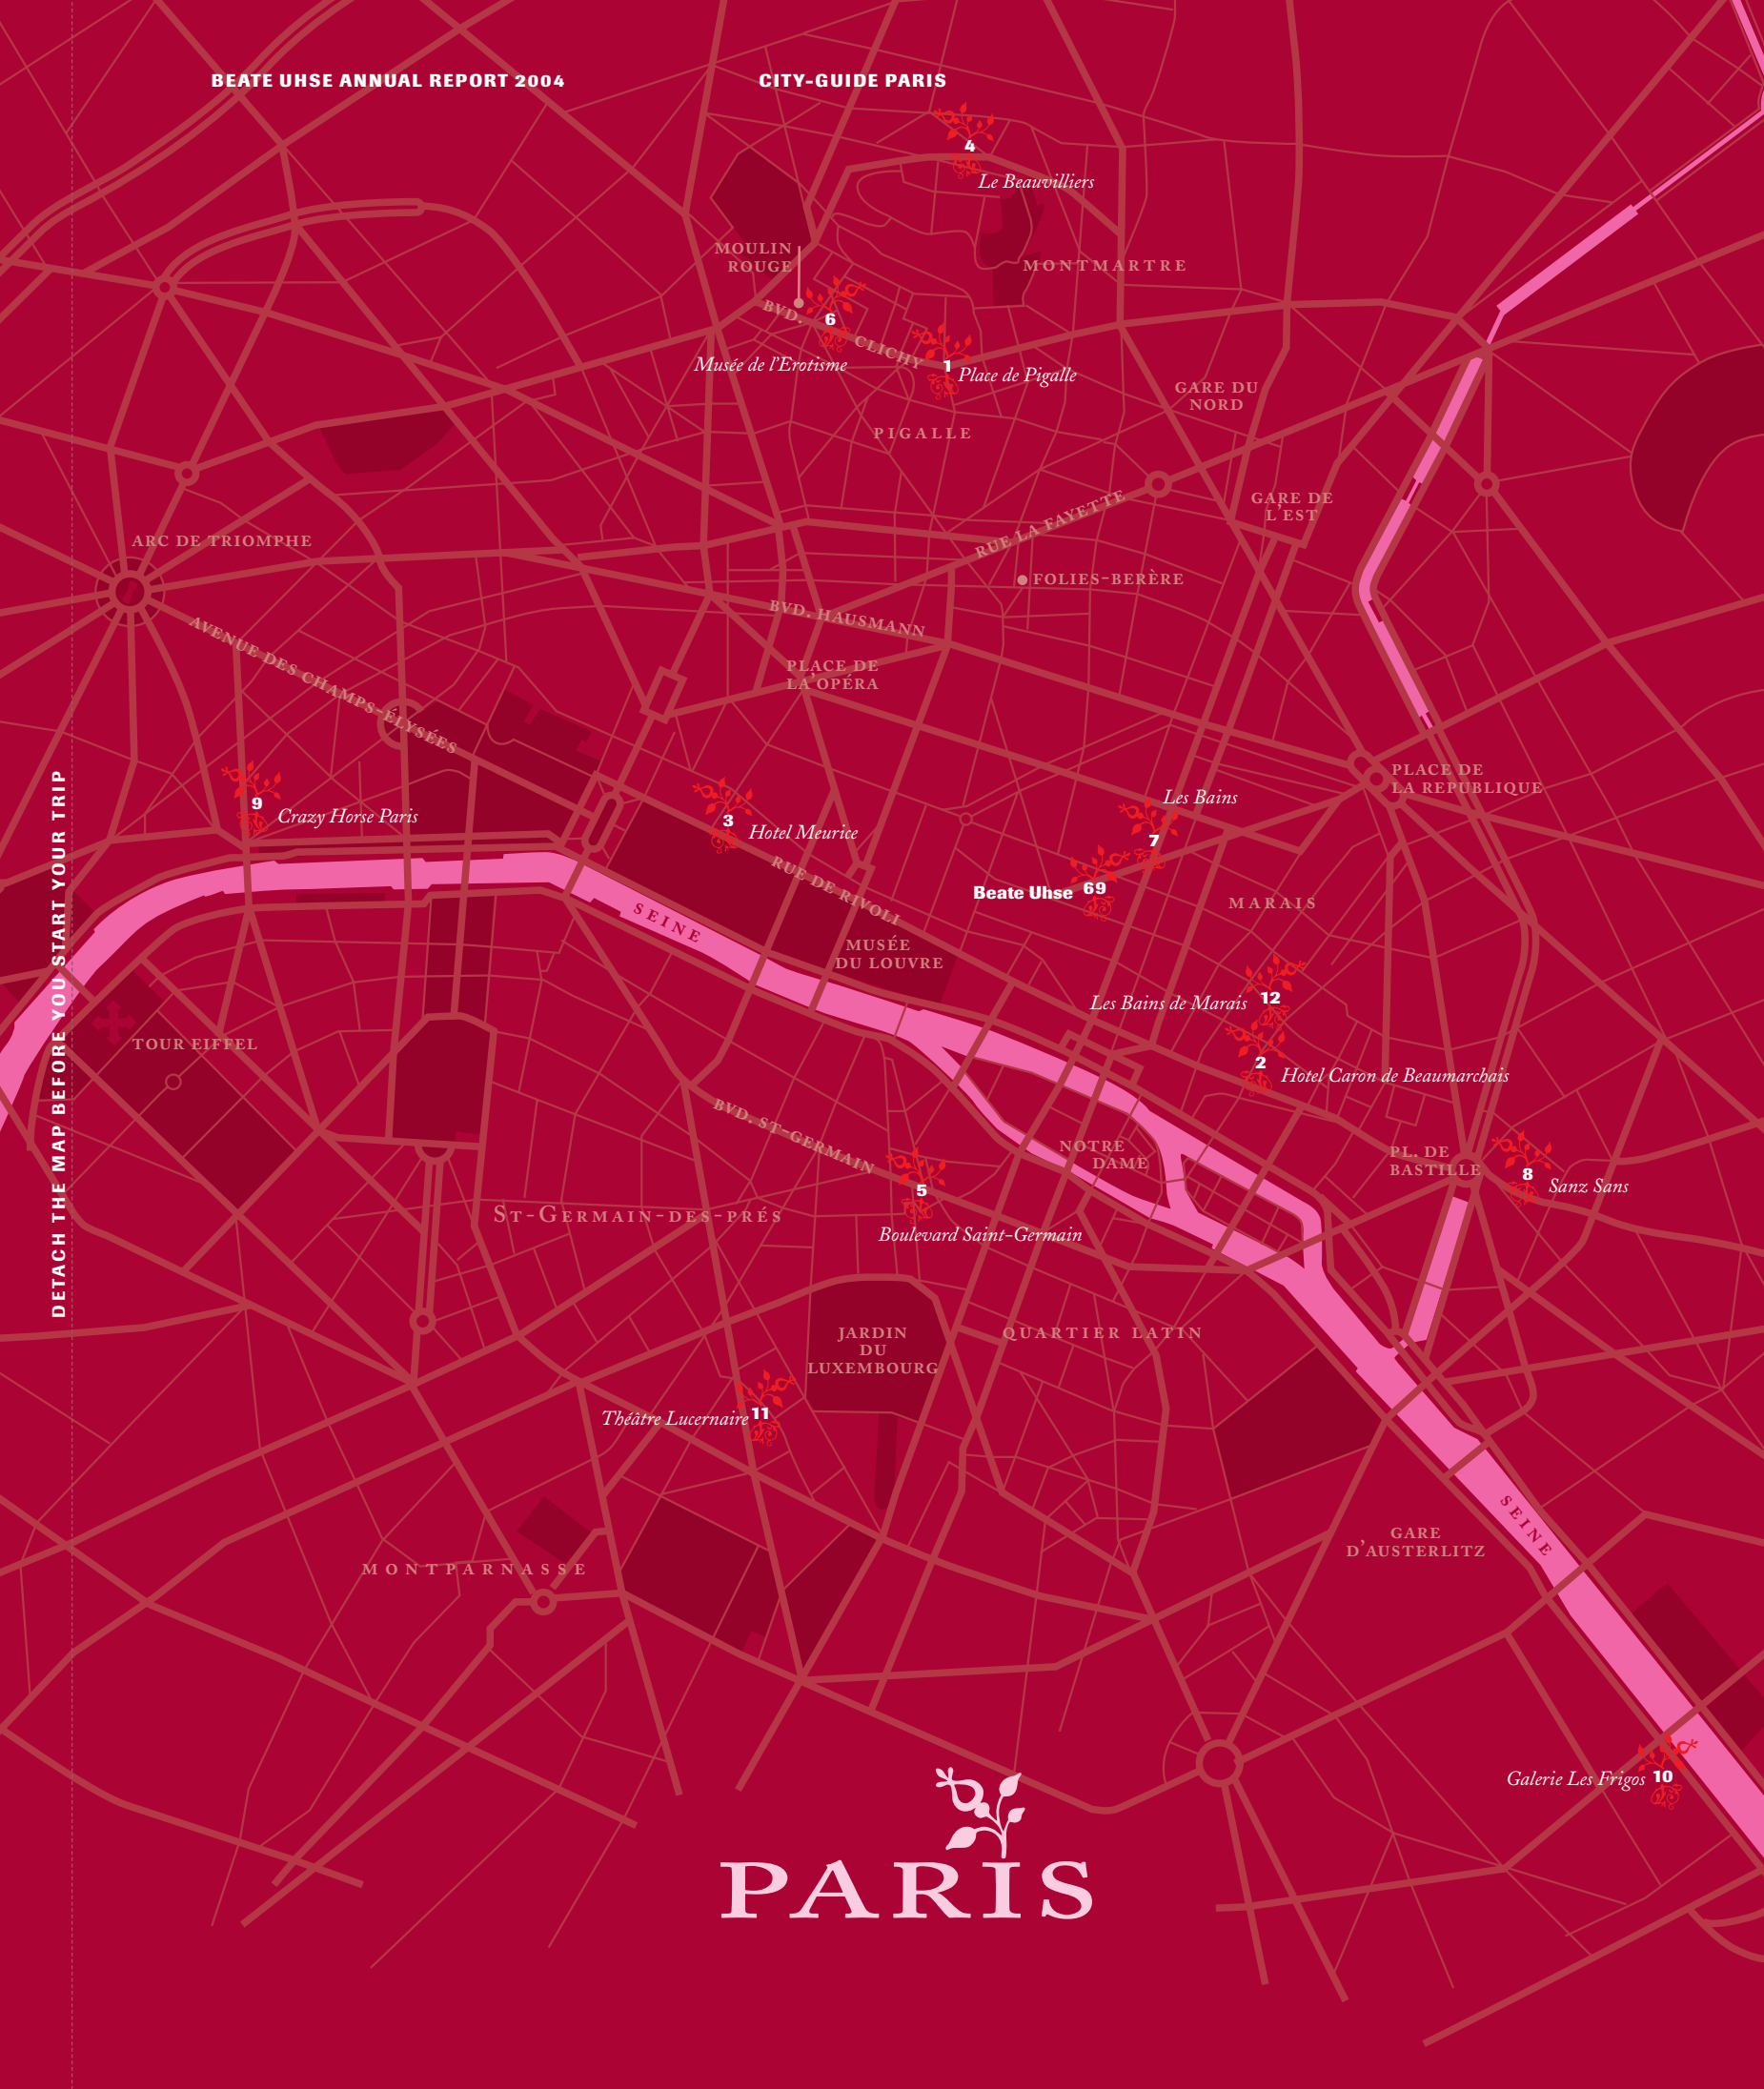 BEATE UHSE ANNUAL REPORT 2004
CITY-GUIDE PARIS
4
Le Beauvilliers
MOULIN
ROUGE
MONTMARTRE
BVD. CLICHY
6
Musée de l'Erotisme
1
Place de Pigalle
GARE DU
NORD
PIGALLE
RUE LA FAYETTE
GARE DE
L'EST
ARC DE TRIOMPHE
FOLIES-BERÈRE
BVD. HAUSMANN
AVENUE DES CHAMPS-ÉLYSÉES
PLACE DE
LA OPÉRA
PLACE DE
LA REPUBLIQUE
9
Crazy Horse Paris
3
Hotel Meurice
Les Bains
7
RUE DE RIVOLI
Beate Uhse 69
MARAIS
SEINE
MUSÉE
DU LOUVRE
Les Bains de Marais 12
TOUR EIFFEL
2
Hotel Caron de Beaumarchais
BVD. ST-GERMAIN
NOTRE
DAME
PL. DE
BASTILLE
8
Sanz Sans
5
ST-GERMAIN-DES-PRÉS
Boulevard Saint-Germain
DETACH THE MAP BEFORE YOU START YOUR TRIP
JARDIN
DU
LUXEMBOURG
QUARTIER LATIN
Théâtre Lucernaire 11
SEINE
GARE
D'AUSTERLITZ
MONTPARNASSE
Galerie Les Frigos 10
PARIS